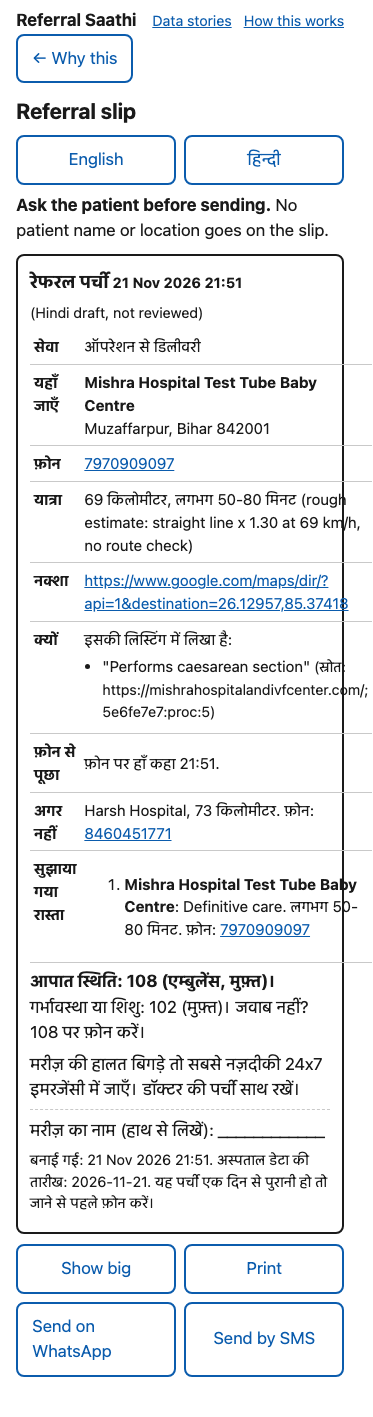 Referral Saathi Data stories How this works
← Why this
Referral slip
English हिन्दी
Ask the patient before sending. No
patient name or location goes on the slip.
रेफरल पर्ची 21 Nov 2026 21:51
(Hindi draft, not reviewed)
सेवा ऑपरेशन से डिलीवरी
यहाँ जाएँ Mishra Hospital Test Tube Baby
Centre
Muzaffarpur, Bihar 842001
फ़ोन 7970909097
यात्रा 69 किलोमीटर, लगभग 50-80 मिनट (rough
estimate: straight line x 1.30 at 69 km/h,
no route check)
नक्शा https://www.google.com/maps/dir/?
api=1&destination=26.12957,85.37418
क्यों इसकी लिस्टिंग में लिखा है:
• "Performs caesarean section" (स्रोत:
https://mishrahospitalandivfcenter.com/;
5e6fe7e7:proc:5)
फ़ोन से पूछा फ़ोन पर हाँ कहा 21:51.
अगर नहीं Harsh Hospital, 73 किलोमीटर. फ़ोन:
8460451771
सुझाया गया रास्ता 1. Mishra Hospital Test Tube Baby
Centre: Definitive care. लगभग 50-
80 मिनट. फ़ोन: 7970909097
आपात स्थिति: 108 (एम्बुलेंस, मुफ़्त)।
गर्भावस्था या शिशु: 102 (मुफ़्त)। जवाब नहीं?
108 पर फ़ोन करें।
मरीज़ की हालत बिगड़े तो सबसे नज़दीकी 24x7
इमरजेंसी में जाएँ। डॉक्टर की पर्ची साथ रखें।
मरीज़ का नाम (हाथ से लिखें): ____________
बनाई गई: 21 Nov 2026 21:51. अस्पताल डेटा की
तारीख: 2026-11-21. यह पर्ची एक दिन से पुरानी हो तो
जाने से पहले फ़ोन करें।
Show big Print
Send on
WhatsApp
Send by SMS